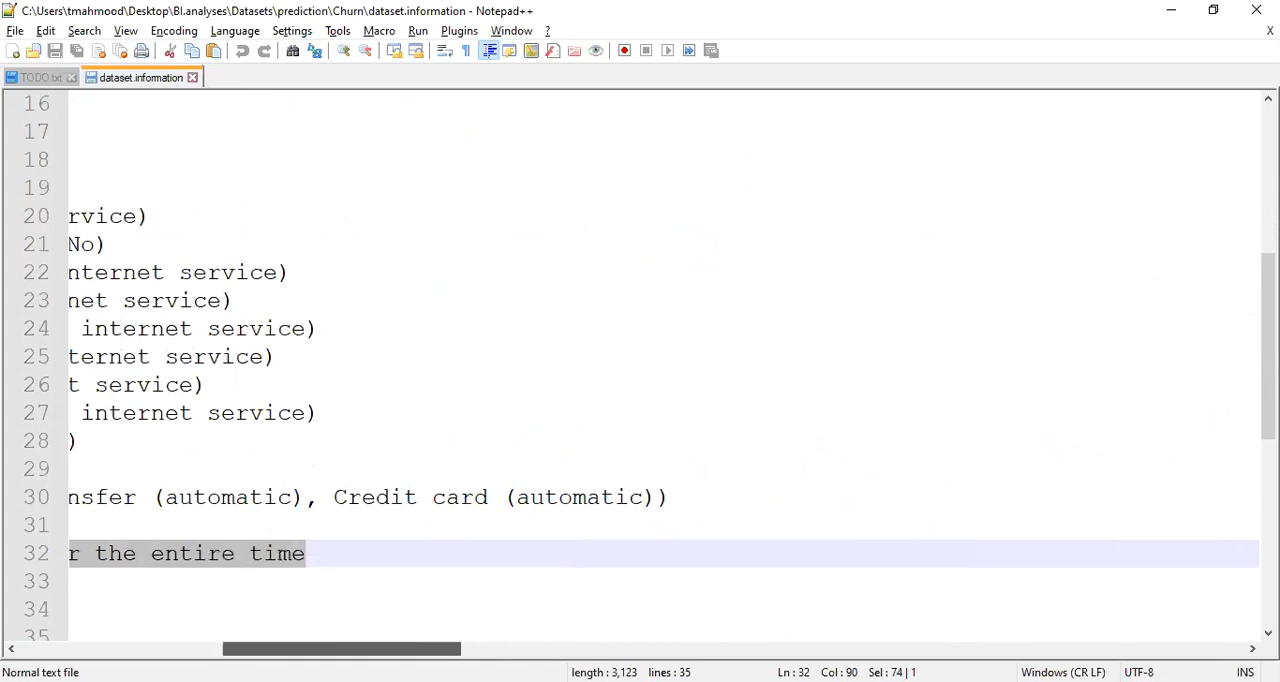 C:\Users\tmahmood\Desktop\BI.analyses\Datasets\prediction\Churn\dataset.information - Notepad++
File Edit Search View Encoding Language Settings Tools Macro Run Plugins Window ? X
TODO.txt dataset.information
16
17
18
19
20 rvice)
21 No)
22 nternet service)
23 net service)
24 internet service)
25 ternet service)
26 t service)
27 internet service)
28 )
29
30 nsfer (automatic), Credit card (automatic))
31
32 r the entire time
33
34
35
Normal text file length : 3,123 lines : 35 Ln : 32 Col : 90 Sel : 74 | 1 Windows (CR LF) UTF-8 INS